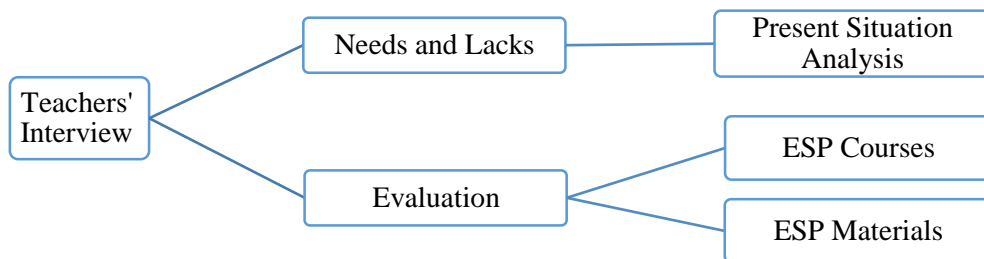 Teachers'
Interview
Needs and Lacks
Present Situation
Analysis
Evaluation
ESP Courses
ESP Materials